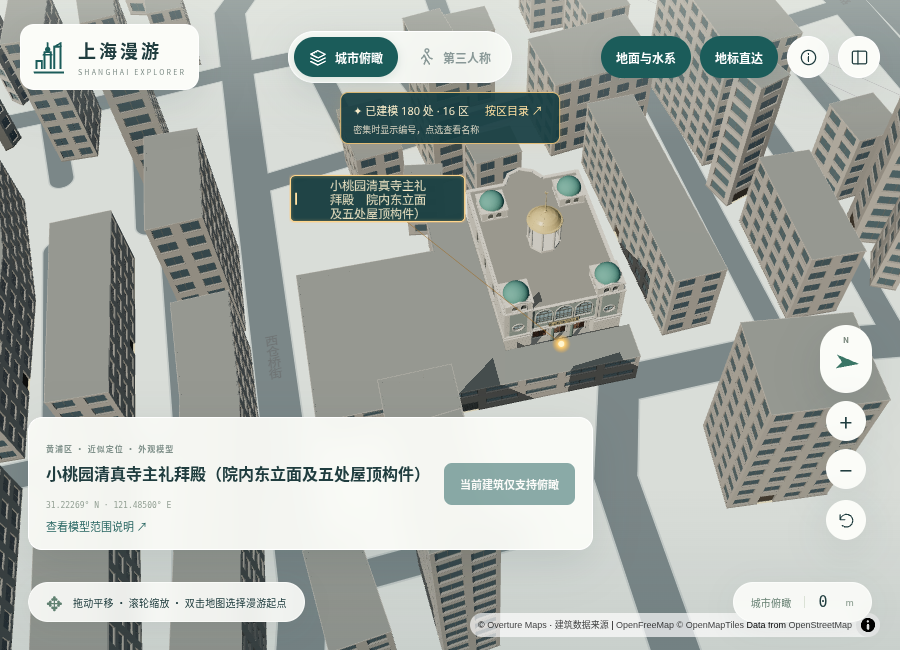 上海漫游
SHANGHAI EXPLORER
城市俯瞰
第三人称
地面与水系
地标直达
✦ 已建模 180 处 · 16 区 按区目录 ↗
密集时显示编号，点选查看名称
小桃园清真寺主礼
拜殿 院内东立面
及五处屋顶构件）
N
西仓桥街
黄浦区 · 近似定位 · 外观模型
小桃园清真寺主礼拜殿（院内东立面及五处屋顶构件）
31.22269° N · 121.48500° E
查看模型范围说明 ↗
当前建筑仅支持俯瞰
拖动平移 · 滚轮缩放 · 双击地图选择漫游起点
城市俯瞰 0 m
© Overture Maps · 建筑数据来源 | OpenFreeMap © OpenMapTiles Data from OpenStreetMap